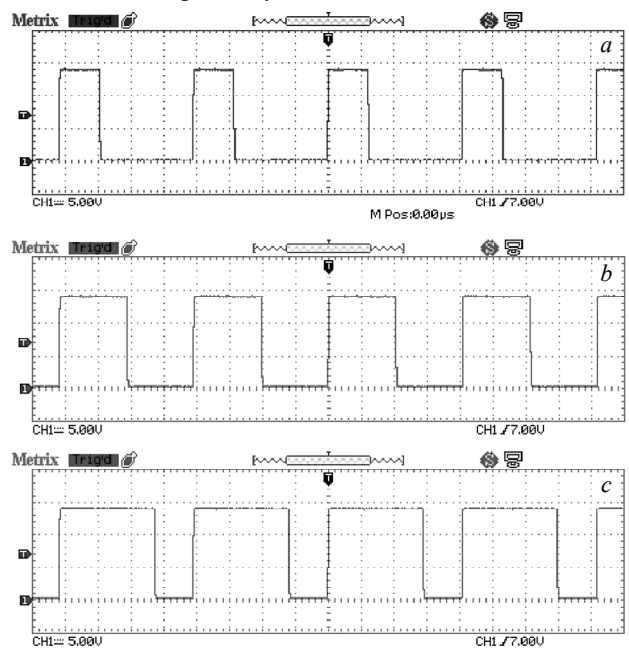 Metrix Trig'd
T
a
T
1
CH1 5.00V CH1 7.00V
M Pos:0.00µs
Metrix Trig'd
T
b
T
1
CH1 5.00V CH1 7.00V
Metrix Trig'd
T
c
T
1
CH1 5.00V CH1 7.00V